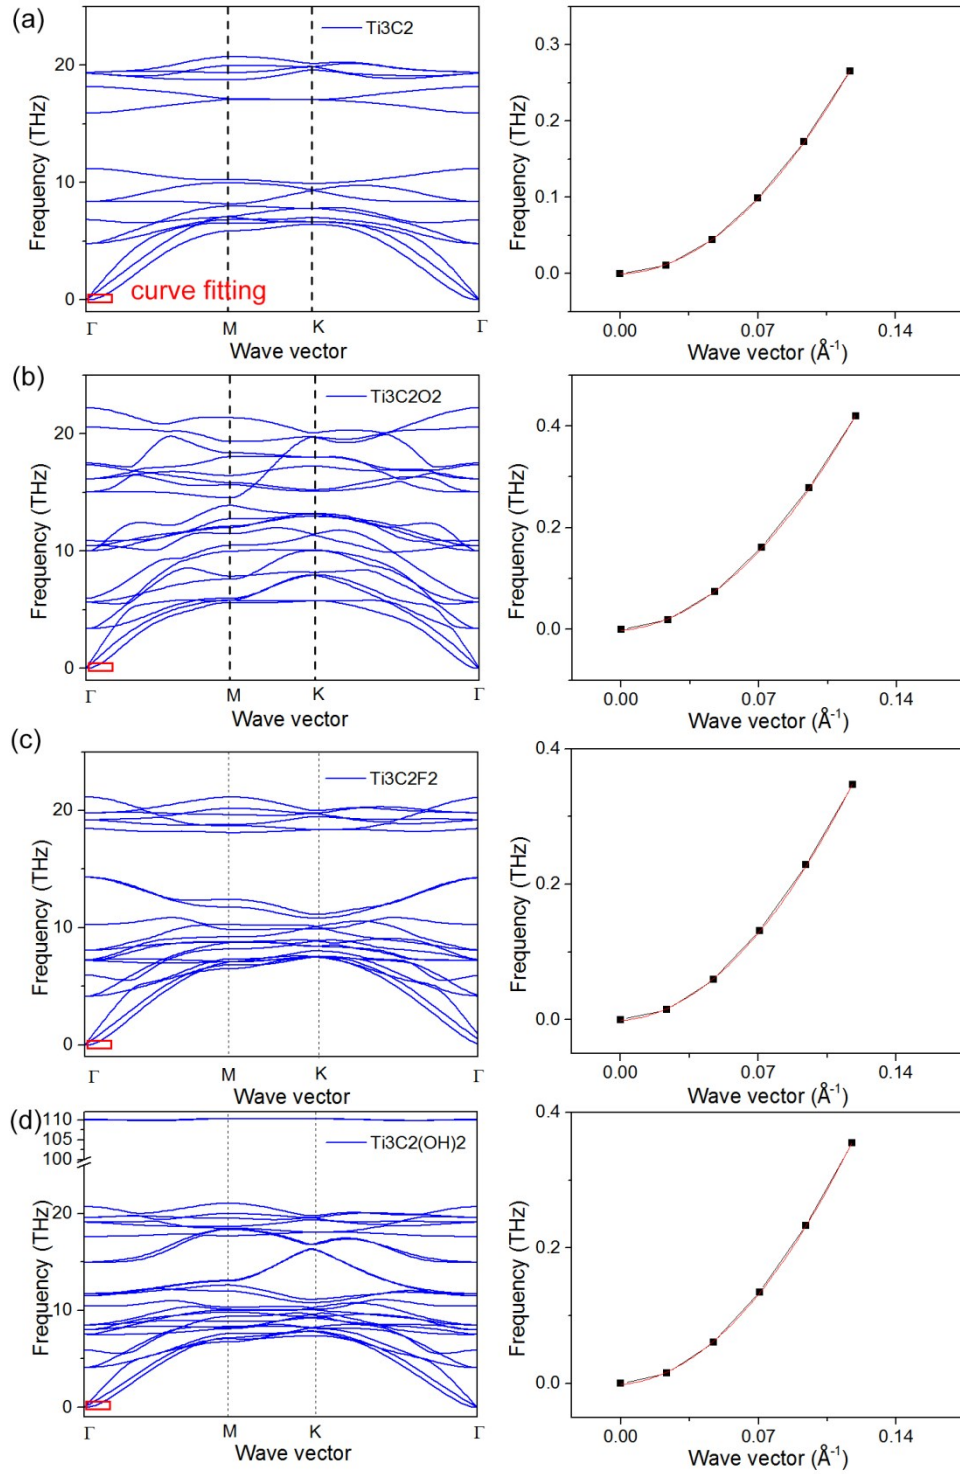 (a)
Ti3C2
20
10
0
Frequency (THz)
curve fitting
Γ M K Γ
Wave vector
0.3
0.2
0.1
0.0
Frequency (THz)
0.00 0.07 0.14
Wave vector (Å⁻¹)
(b)
Ti3C2O2
20
10
0
Frequency (THz)
Γ M K Γ
Wave vector
0.4
0.2
0.0
Frequency (THz)
0.00 0.07 0.14
Wave vector (Å⁻¹)
(c)
Ti3C2F2
20
10
0
Frequency (THz)
Γ M K Γ
Wave vector
0.4
0.2
0.0
Frequency (THz)
0.00 0.07 0.14
Wave vector (Å⁻¹)
(d)
Ti3C2(OH)2
110
105
100
20
10
0
Frequency (THz)
Γ M K Γ
Wave vector
0.4
0.2
0.0
Frequency (THz)
0.00 0.07 0.14
Wave vector (Å⁻¹)